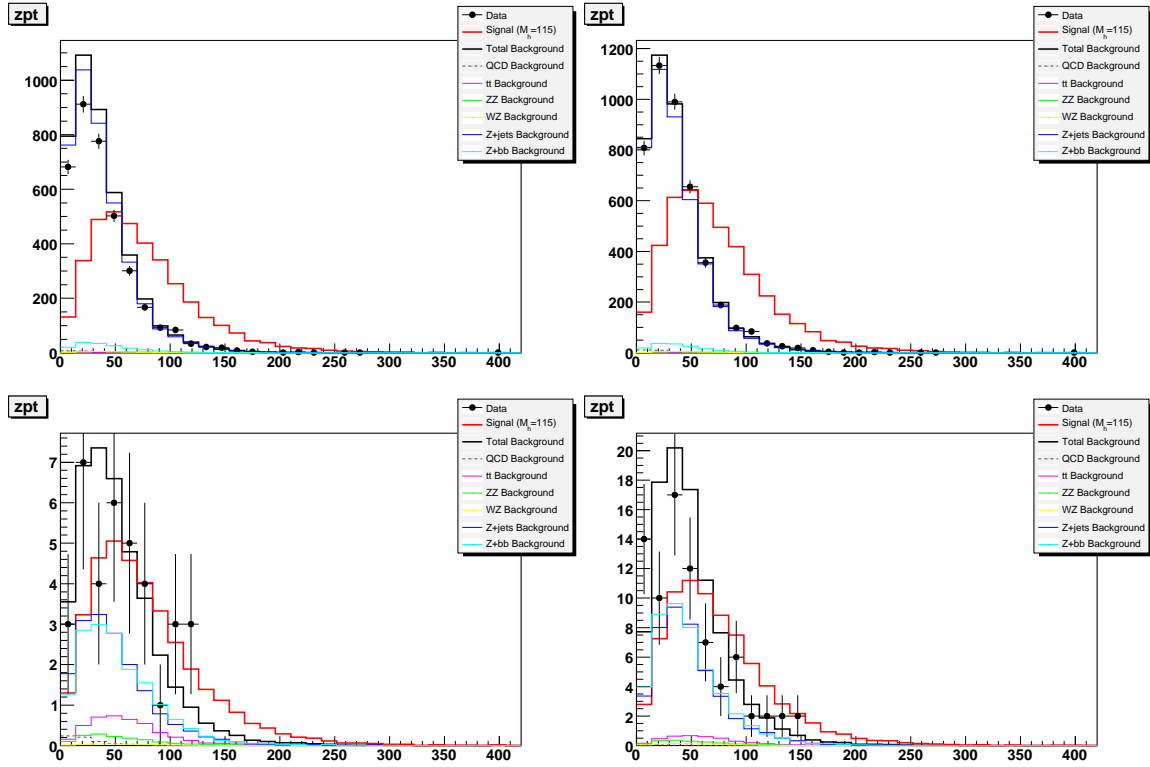 zpt
Data
Signal (M_h=115)
Total Background
QCD Background
tt Background
ZZ Background
WZ Background
Z+jets Background
Z+bb Background
1000
800
600
400
200
0
0 50 100 150 200 250 300 350 400
zpt
Data
Signal (M_h=115)
Total Background
QCD Background
tt Background
ZZ Background
WZ Background
Z+jets Background
Z+bb Background
1200
1000
800
600
400
200
0
0 50 100 150 200 250 300 350 400
zpt
Data
Signal (M_h=115)
Total Background
QCD Background
tt Background
ZZ Background
WZ Background
Z+jets Background
Z+bb Background
7
6
5
4
3
2
1
0
0 50 100 150 200 250 300 350 400
zpt
Data
Signal (M_h=115)
Total Background
QCD Background
tt Background
ZZ Background
WZ Background
Z+jets Background
Z+bb Background
20
18
16
14
12
10
8
6
4
2
0
0 50 100 150 200 250 300 350 400